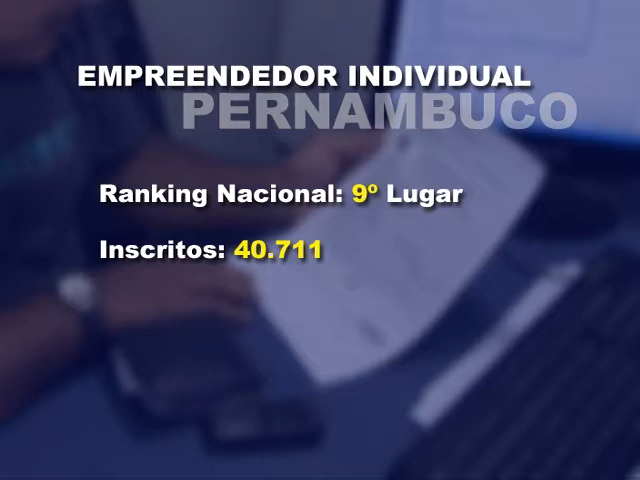 EMPREENDEDOR INDIVIDUAL
PERNAMBUCO
Ranking Nacional: 9º Lugar
Inscritos: 40.711